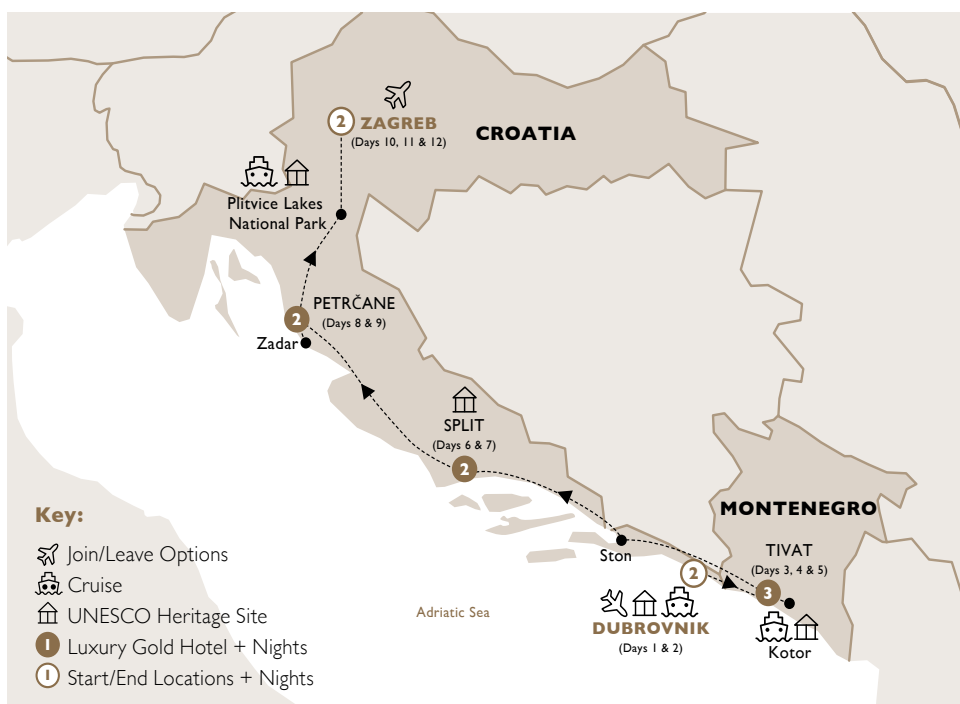 2
ZAGREB
(Days 10, 11 & 12)
CROATIA
Plitvice Lakes
National Park
2
PETRČANE
(Days 8 & 9)
Zadar
SPLIT
(Days 6 & 7)
2
MONTENEGRO
Ston
TIVAT
(Days 3, 4 & 5)
2
3
DUBROVNIK
(Days 1 & 2)
Kotor
Adriatic Sea
Key:
Join/Leave Options
Cruise
UNESCO Heritage Site
1 Luxury Gold Hotel + Nights
1 Start/End Locations + Nights